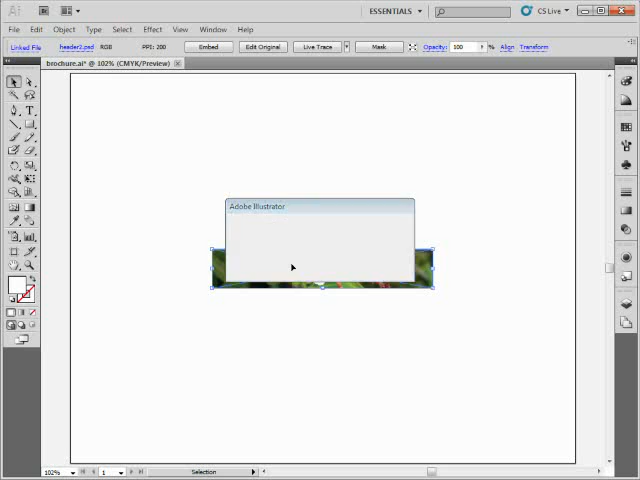 Ai
Br
ESSENTIALS
CS Live
File Edit Object Type Select Effect View Window Help
Linked File header2.psd RGB PPI: 200 Embed Edit Original Live Trace Mask Opacity: 100 % Align Transform
brochure.ai* @ 102% (CMYK/Preview)
Adobe Illustrator
102% 1 Selection